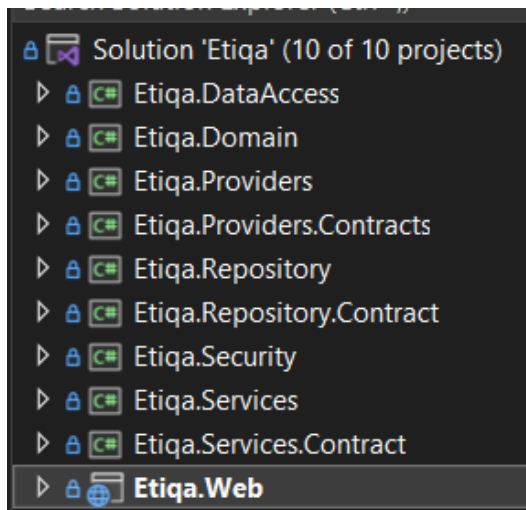 Solution 'Etiqa' (10 of 10 projects)
C# Etiqa.DataAccess
C# Etiqa.Domain
C# Etiqa.Providers
C# Etiqa.Providers.Contracts
C# Etiqa.Repository
C# Etiqa.Repository.Contract
C# Etiqa.Security
C# Etiqa.Services
C# Etiqa.Services.Contract
Etiqa.Web